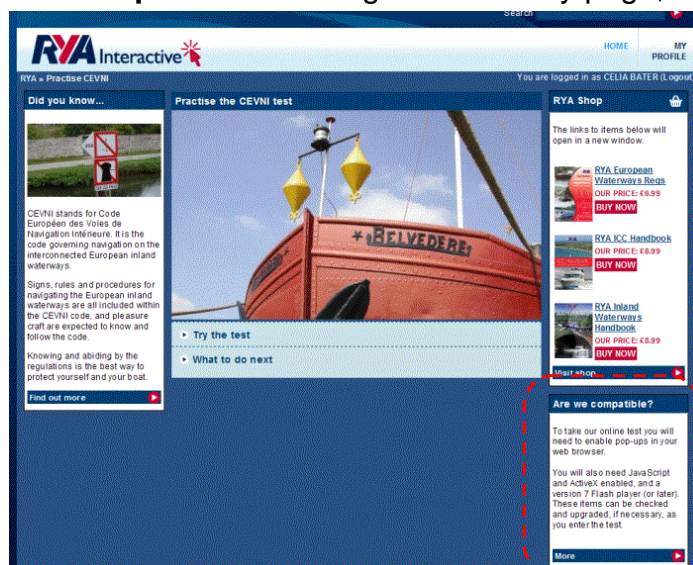 Search
RYA Interactive
HOME
MY
PROFILE
RYA » Practise CEVNI
You are logged in as CELIA BATER (Logout
Did you know...
CEVNI stands for Code
Européen des Voies de
Navigation Intérieure. It is the
code governing navigation on the
interconnected European inland
waterways.
Signs, rules and procedures for
navigating the European inland
waterways are all included within
the CEVNI code, and pleasure
craft are expected to know and
follow the code.
Knowing and abiding by the
regulations is the best way to
protect yourself and your boat.
Find out more
Practise the CEVNI test
BELVEDERE
Try the test
What to do next
RYA Shop
The links to items below will
open in a new window.
RYA European
Waterways Regs
OUR PRICE: £6.99
BUY NOW
RYA ICC Handbook
OUR PRICE: £8.99
BUY NOW
RYA Inland
Waterways
Handbook
OUR PRICE: £8.99
BUY NOW
Visit shop
Are we compatible?
To take our online test you will
need to enable pop-ups in your
web browser.
You will also need JavaScript
and ActiveX enabled, and a
version 7 Flash player (or later).
These items can be checked
and upgraded, if necessary, as
you enter the test.
More